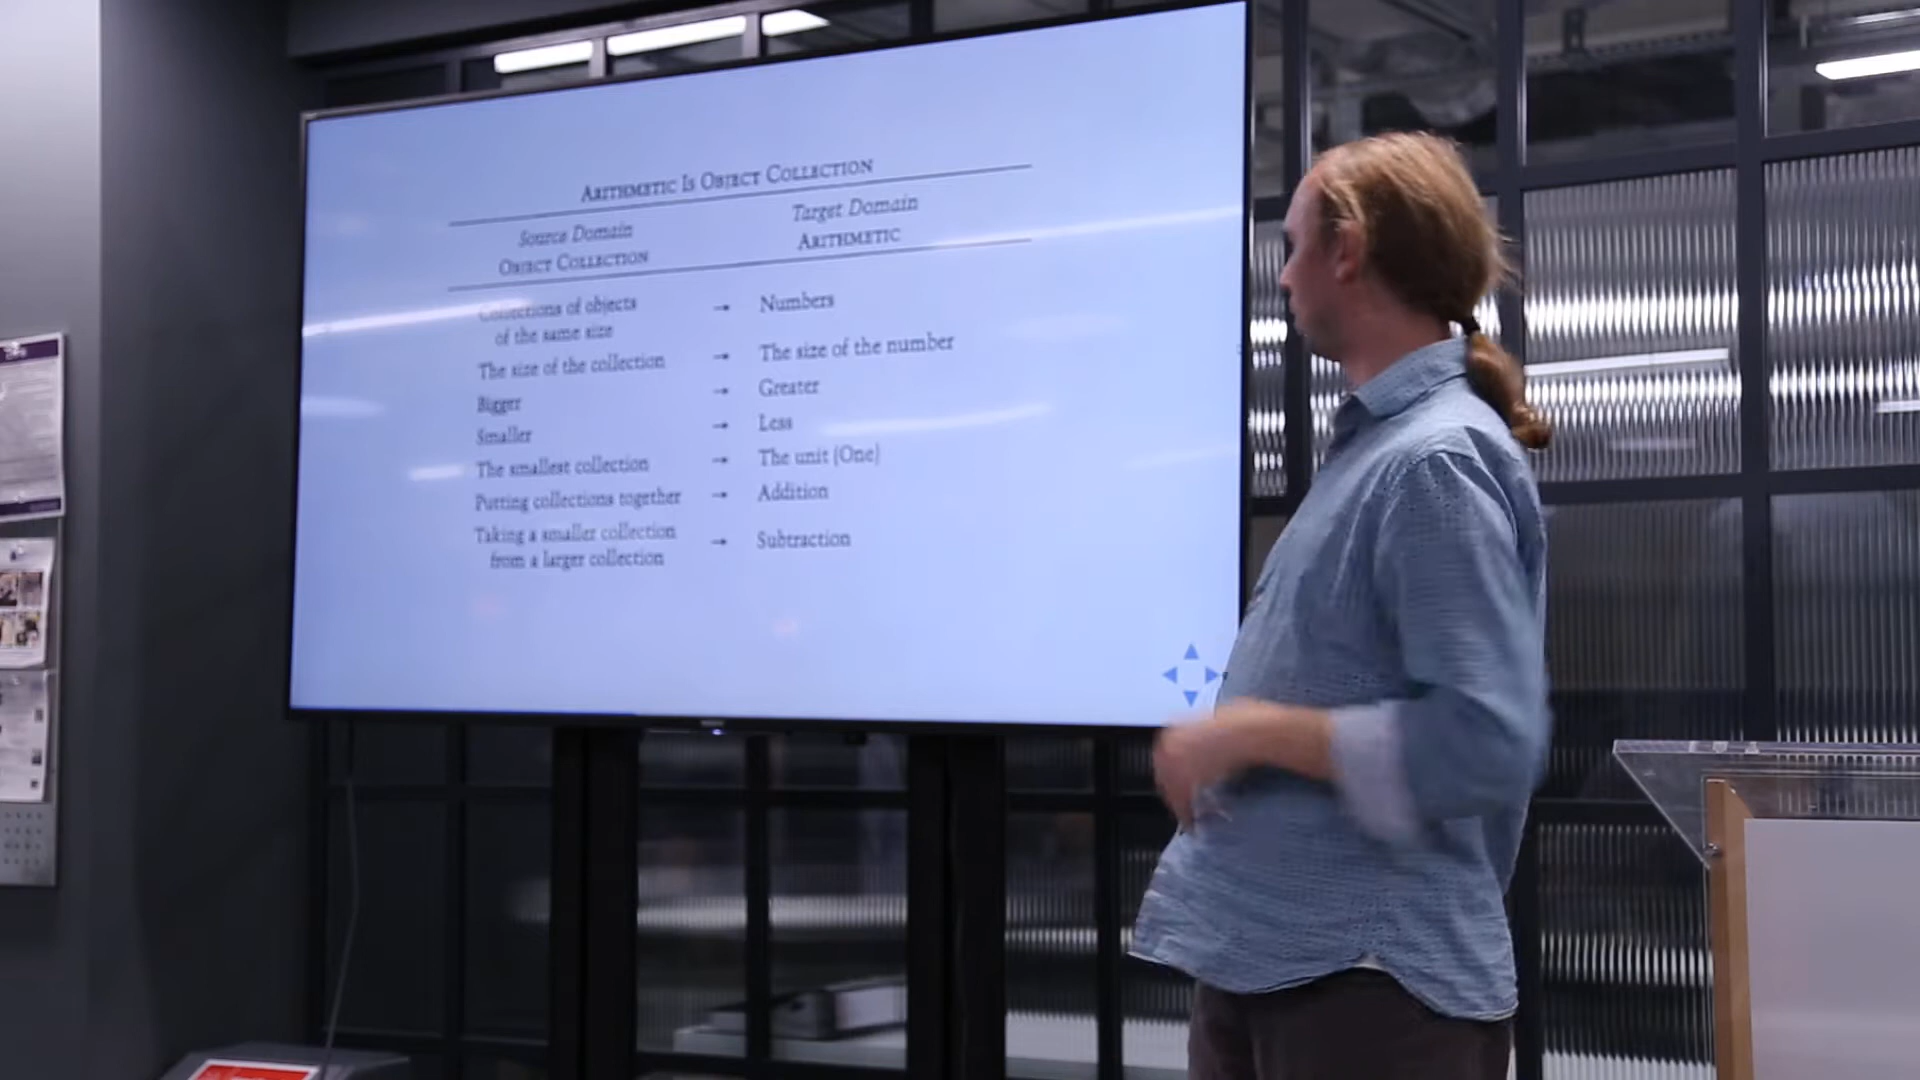 ARITHMETIC IS OBJECT COLLECTION
Source Domain
OBJECT COLLECTION
Target Domain
ARITHMETIC
Collections of objects
of the same size → Numbers
The size of the collection → The size of the number
Bigger → Greater
Smaller → Less
The smallest collection → The unit (One)
Putting collections together → Addition
Taking a smaller collection
from a larger collection → Subtraction